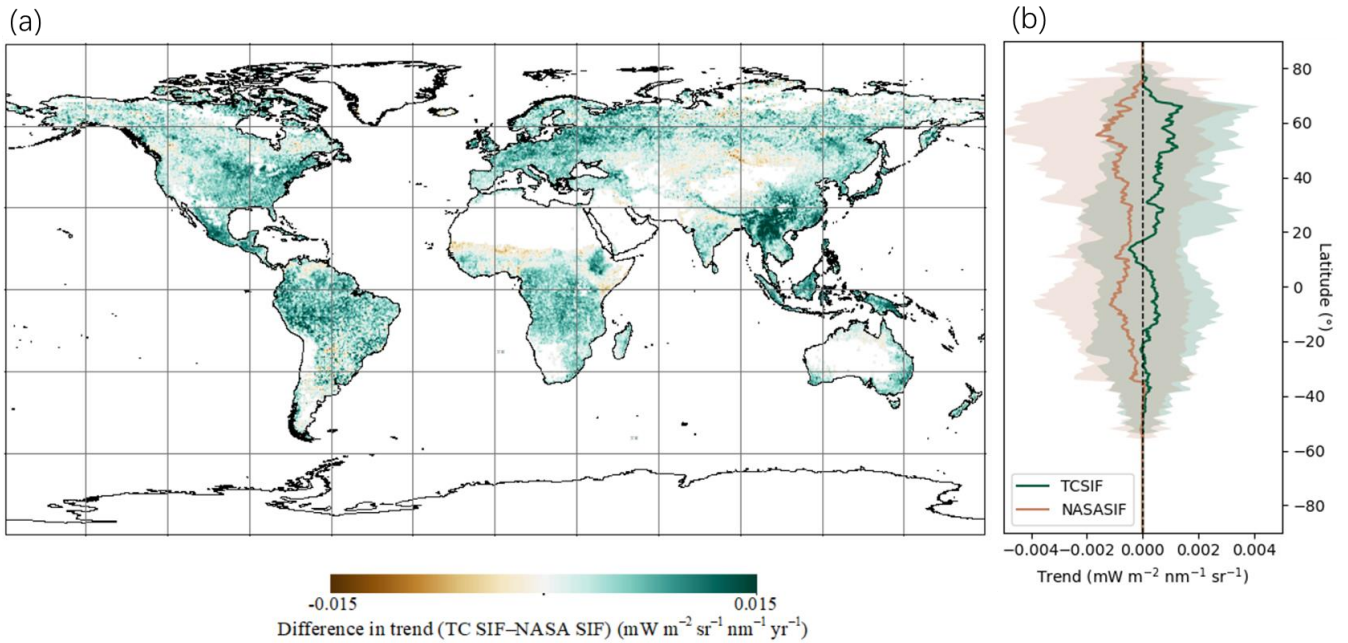 (a)
-0.015
0.015
Difference in trend (TC SIF–NASA SIF) (mW m⁻² sr⁻¹ nm⁻¹ yr⁻¹)
(b)
80
60
40
20
0
−20
−40
−60
−80
Latitude (°)
TCSIF
NASASIF
−0.004
−0.002
0.000
0.002
0.004
Trend (mW m⁻² nm⁻¹ sr⁻¹)